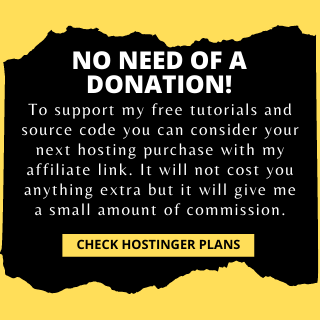 NO NEED OF A
DONATION!
To support my free tutorials and
source code you can consider your
next hosting purchase with my
affiliate link. It will not cost you
anything extra but it will give me
a small amount of commission.
CHECK HOSTINGER PLANS